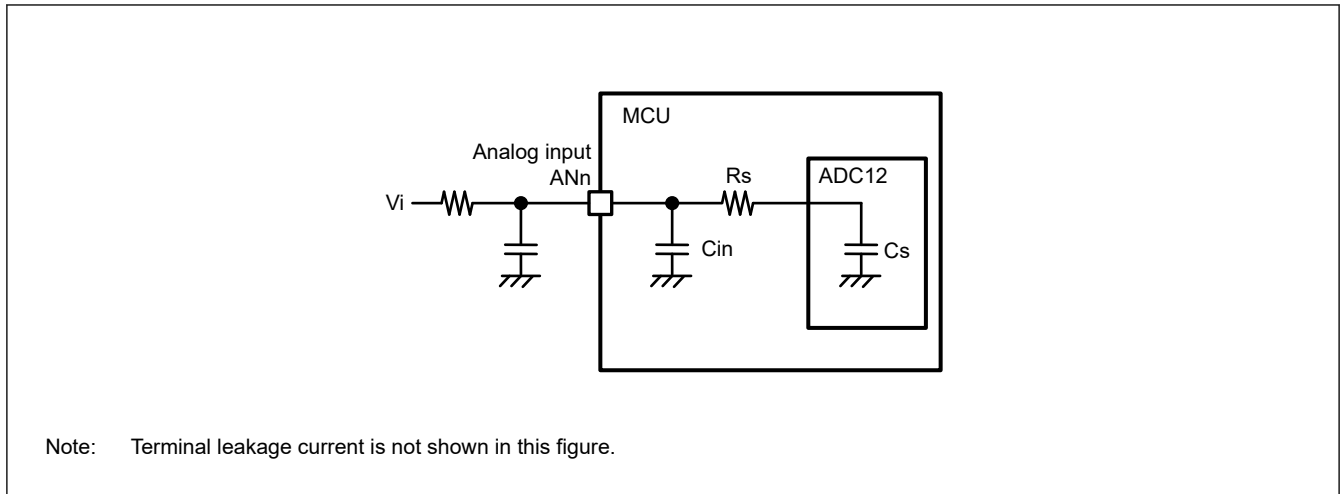 MCU
Analog input
ANn
Rs
ADC12
Vi
Cin
Cs
Note: Terminal leakage current is not shown in this figure.